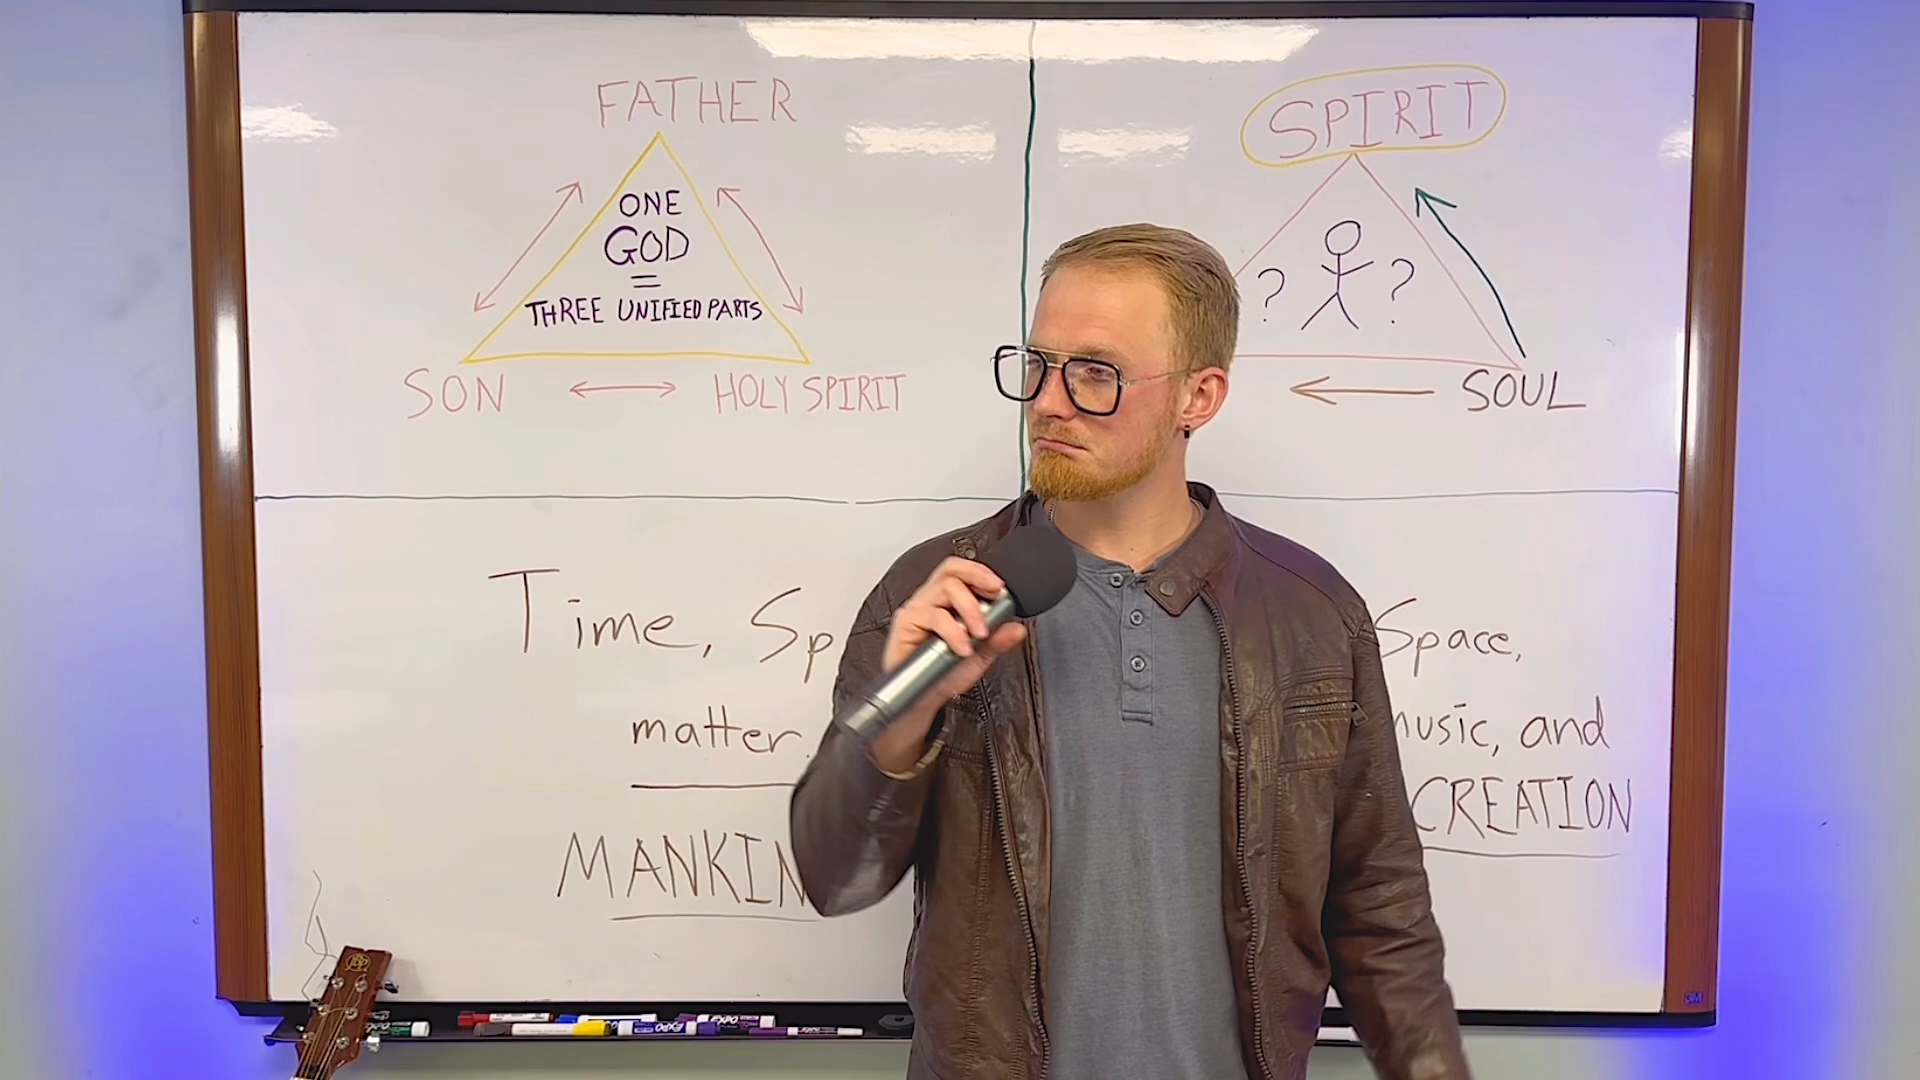 FATHER
ONE
GOD
=
THREE UNIFIED PARTS
SON
HOLY SPIRIT
SPIRIT
? ?
SOUL
Time, Sp
matter.
MANKIN
Space,
music, and
CREATION
EXPO
EXPO
3M